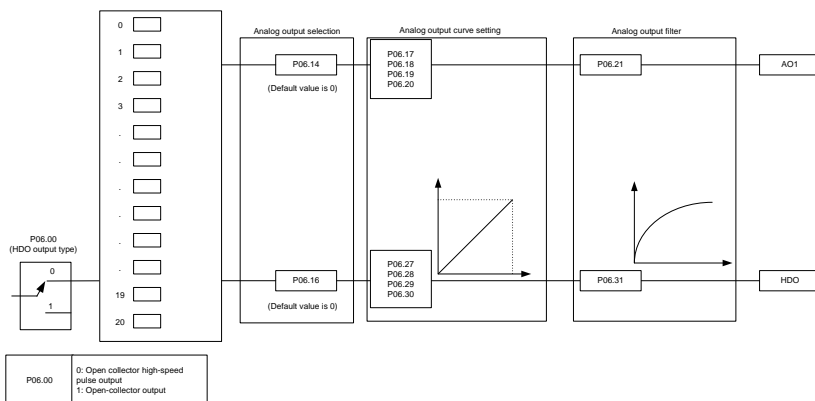 Analog output selection
Analog output curve setting
Analog output filter
0
1
2
3
.
.
.
.
.
.
19
20
P06.14
(Default value is 0)
P06.17
P06.18
P06.19
P06.20
P06.21
AO1
P06.00
(HDO output type)
0
1
P06.16
(Default value is 0)
P06.27
P06.28
P06.29
P06.30
P06.31
HDO
P06.00
0: Open collector high-speed
pulse output
1: Open-collector output